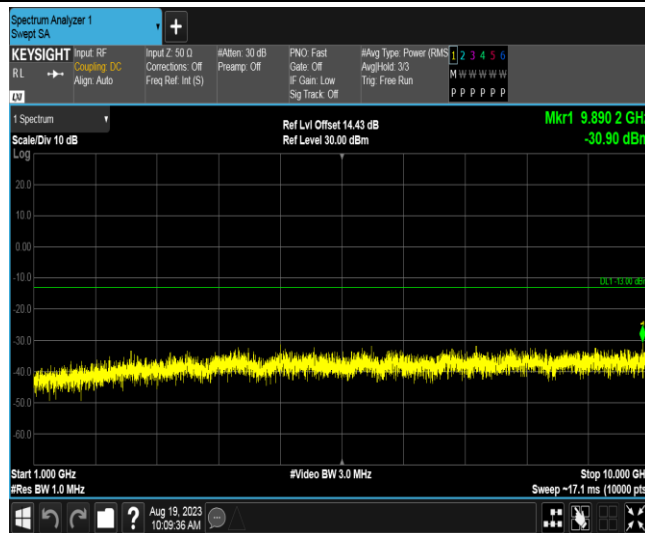 Spectrum Analyzer 1
Swept SA
KEYSIGHT
RL
LXI
Input: RF
Coupling: DC
Align: Auto
Input Z: 50 Ω
Corrections: Off
Freq Ref: Int (S)
#Atten: 30 dB
Preamp: Off
PNO: Fast
Gate: Off
IF Gain: Low
Sig Track: Off
#Avg Type: Power (RMS
Avg|Hold: 3/3
Trig: Free Run
1 2 3 4 5 6
M W W W W W
P P P P P P
1 Spectrum
Scale/Div 10 dB
Log
Ref Lvl Offset 14.43 dB
Ref Level 30.00 dBm
Mkr1 9.890 2 GHz
-30.90 dBm
20.0
10.0
0.00
-10.0
DL1 -13.00 dBm
-20.0
-30.0
-40.0
-50.0
-60.0
Start 1.000 GHz
#Res BW 1.0 MHz
#Video BW 3.0 MHz
Stop 10.000 GH
Sweep ~17.1 ms (10000 pts
Aug 19, 2023
10:09:36 AM